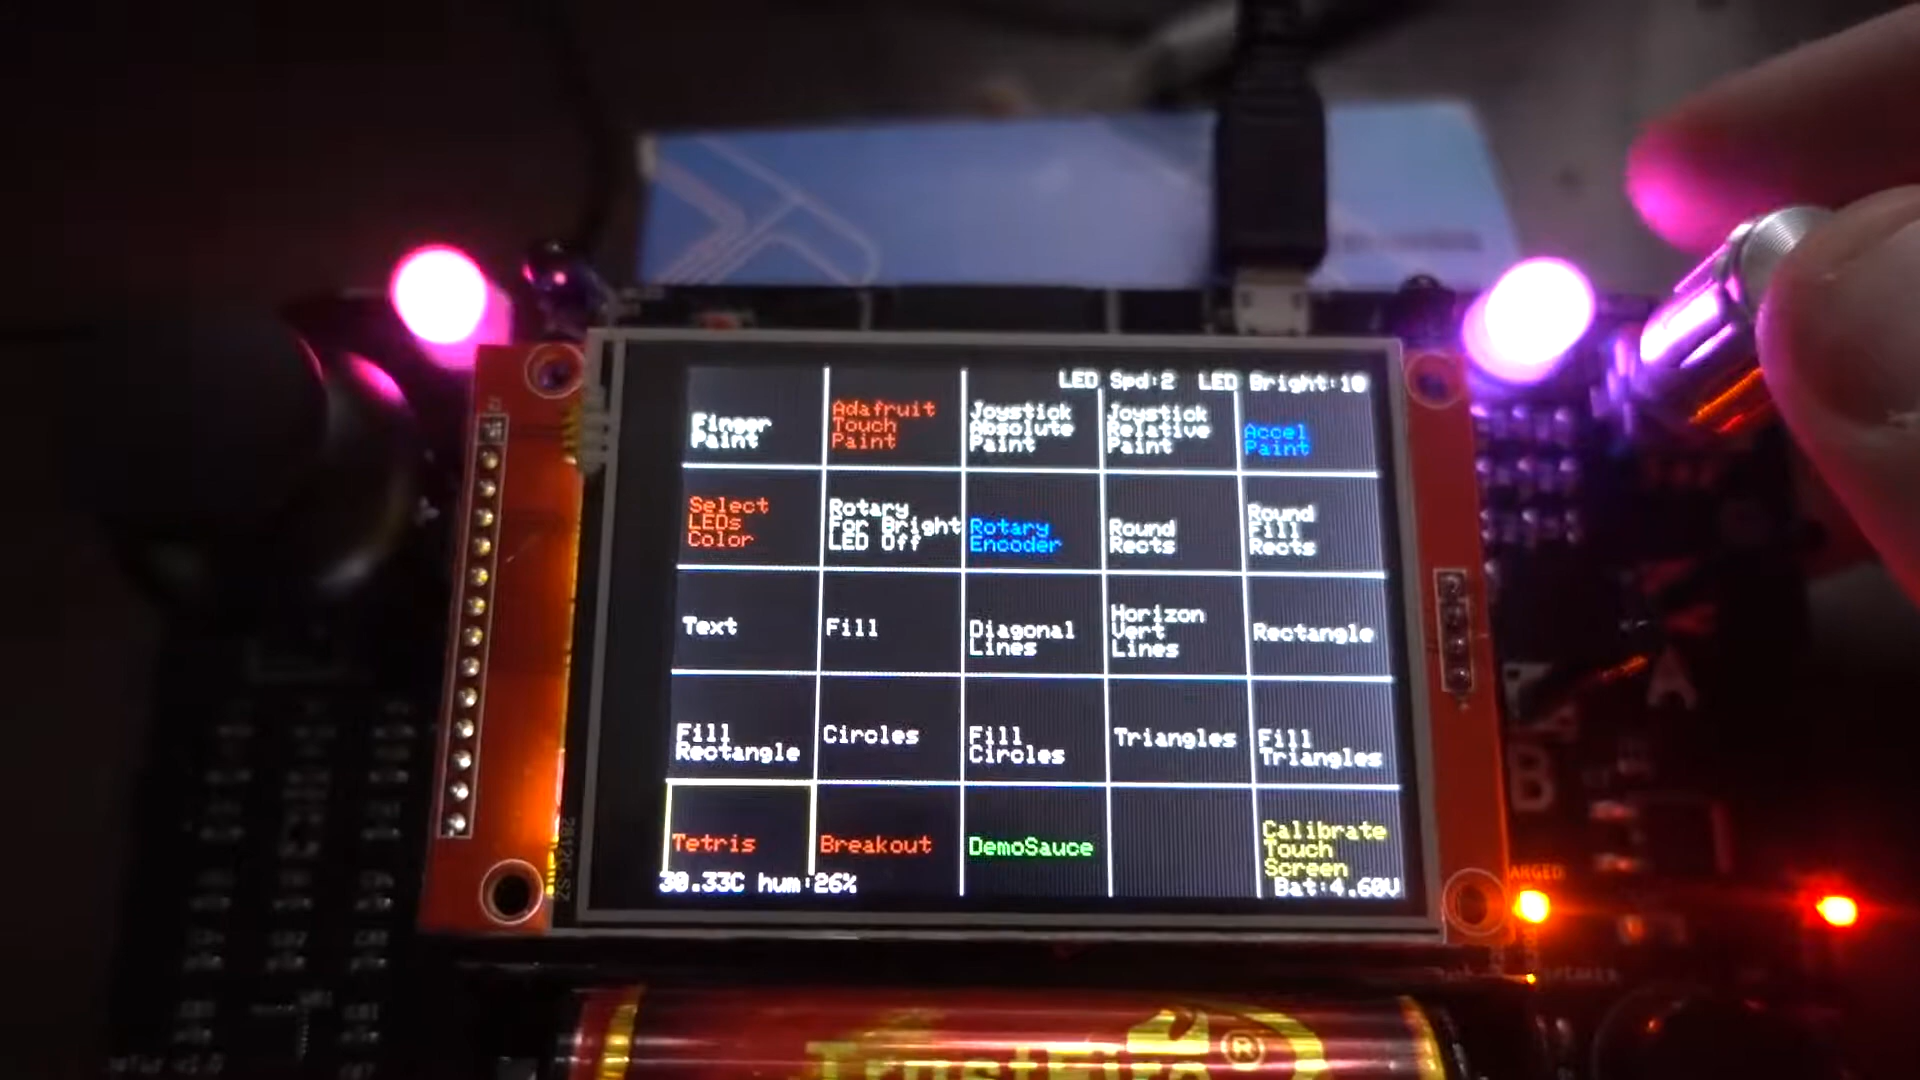 LED Spd:2 LED Bright:10
Finger
Paint
Adafruit
Touch
Paint
Joystick
Absolute
Paint
Joystick
Relative
Paint
Accel
Paint
Select
LEDs
Color
Rotary
For Bright
LED Off
Rotary
Encoder
Round
Rects
Round
Fill
Rects
Text
Fill
Diagonal
Lines
Horizon
Vert
Lines
Rectangle
Fill
Rectangle
Circles
Fill
Circles
Triangles
Fill
Triangles
Tetris
Breakout
DemoSauce
Calibrate
Touch
Screen
30.33C hum:26%
Bat:4.60V
A
B
TrustFire®